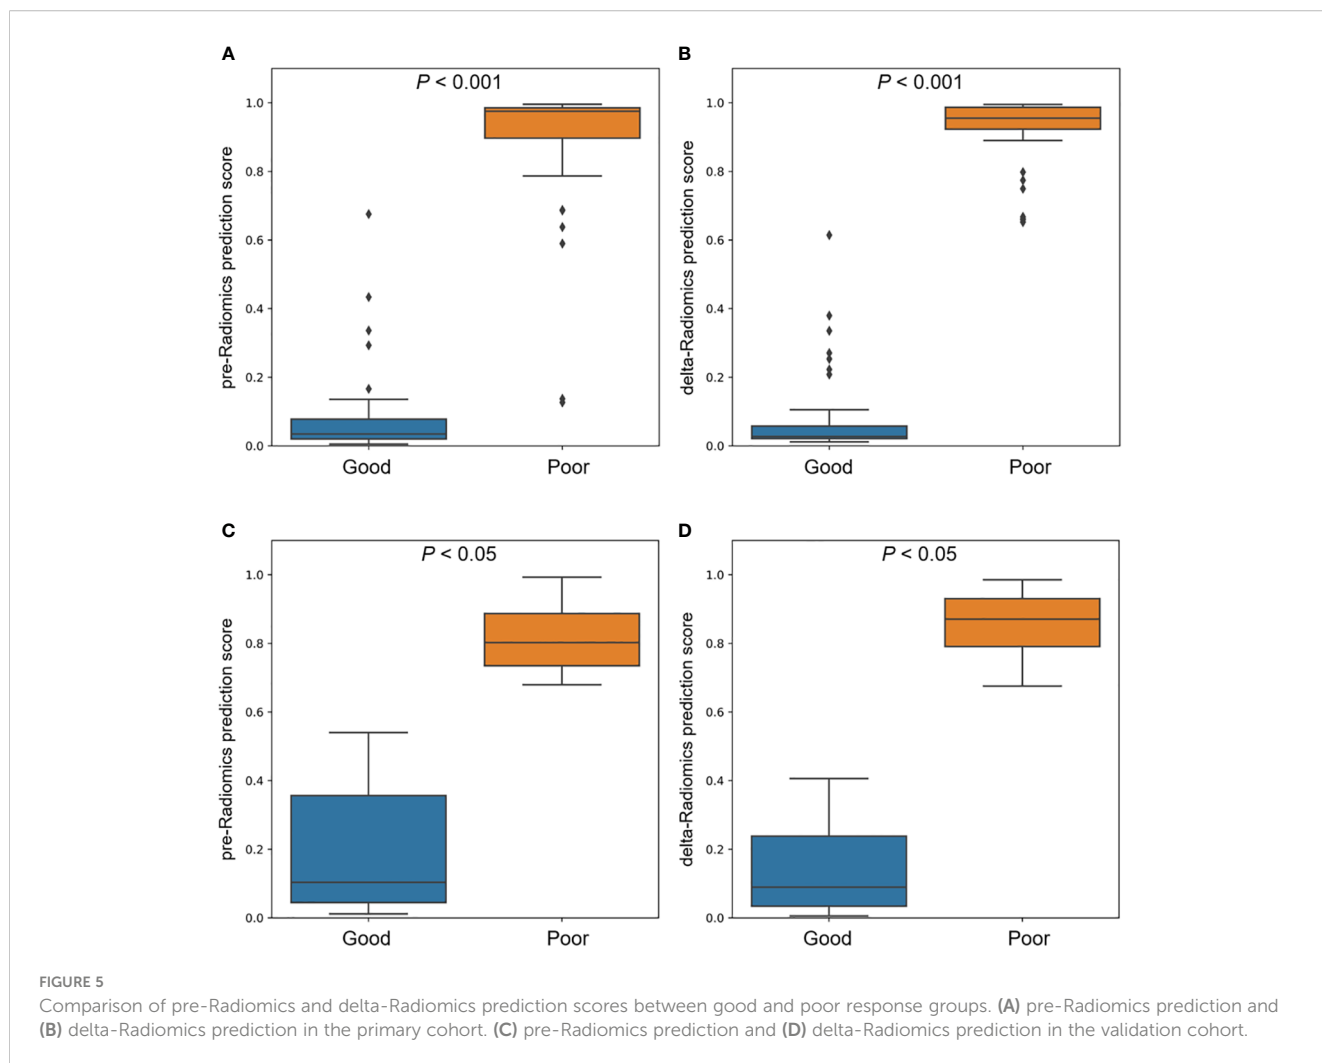 A
P < 0.001
pre-Radiomics prediction score
1.0
0.8
0.6
0.4
0.2
0.0
Good
Poor
B
P < 0.001
delta-Radiomics prediction score
1.0
0.8
0.6
0.4
0.2
0.0
Good
Poor
C
P < 0.05
pre-Radiomics prediction score
1.0
0.8
0.6
0.4
0.2
0.0
Good
Poor
D
P < 0.05
delta-Radiomics prediction score
1.0
0.8
0.6
0.4
0.2
0.0
Good
Poor
FIGURE 5
Comparison of pre-Radiomics and delta-Radiomics prediction scores between good and poor response groups. (A) pre-Radiomics prediction and
(B) delta-Radiomics prediction in the primary cohort. (C) pre-Radiomics prediction and (D) delta-Radiomics prediction in the validation cohort.